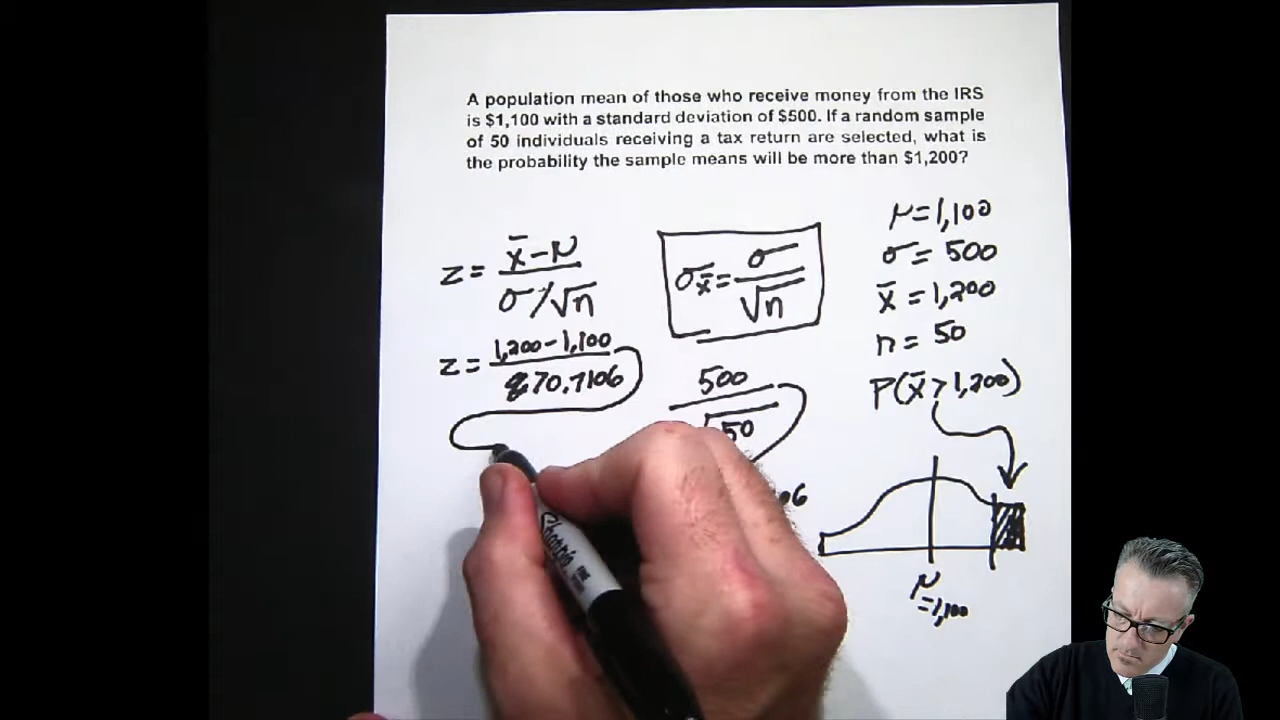 A population mean of those who receive money from the IRS
is $1,100 with a standard deviation of $500. If a random sample
of 50 individuals receiving a tax return are selected, what is
the probability the sample means will be more than $1,200?
z = x̄-μ / σ/√n
z = 1,200-1,100 / 70.7106
σx̄ = σ / √n
500 / √50
06
μ=1,100
σ=500
x̄=1,200
n=50
P(x̄>1,200)
μ
=1,100
Sharpie